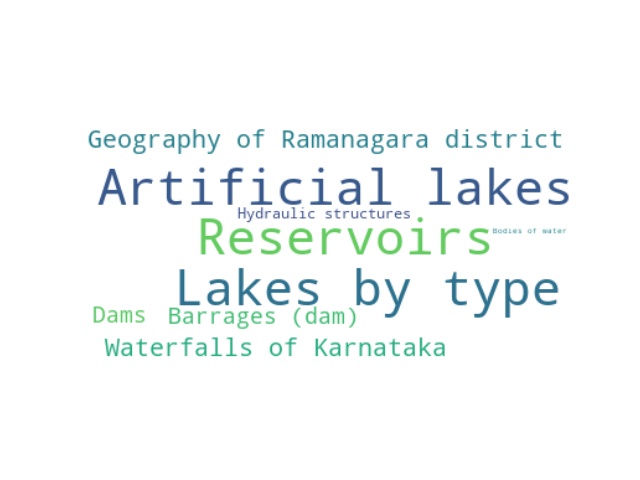 Geography of Ramanagara district
Artificial lakes
Hydraulic structures
Reservoirs
Bodies of water
Lakes by type
Dams
Barrages (dam)
Waterfalls of Karnataka